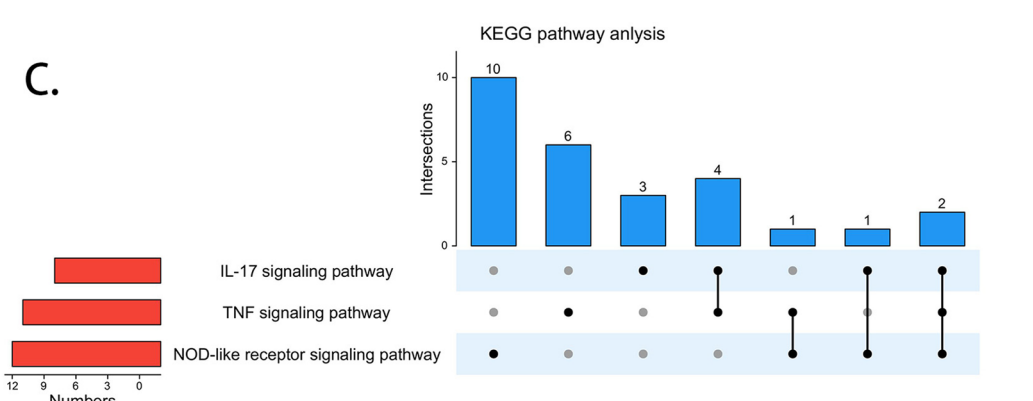 KEGG pathway anlysis
C.
Intersections
10
5
0
10
6
3
4
1
1
2
IL-17 signaling pathway
TNF signaling pathway
NOD-like receptor signaling pathway
12 9 6 3 0
Numbers